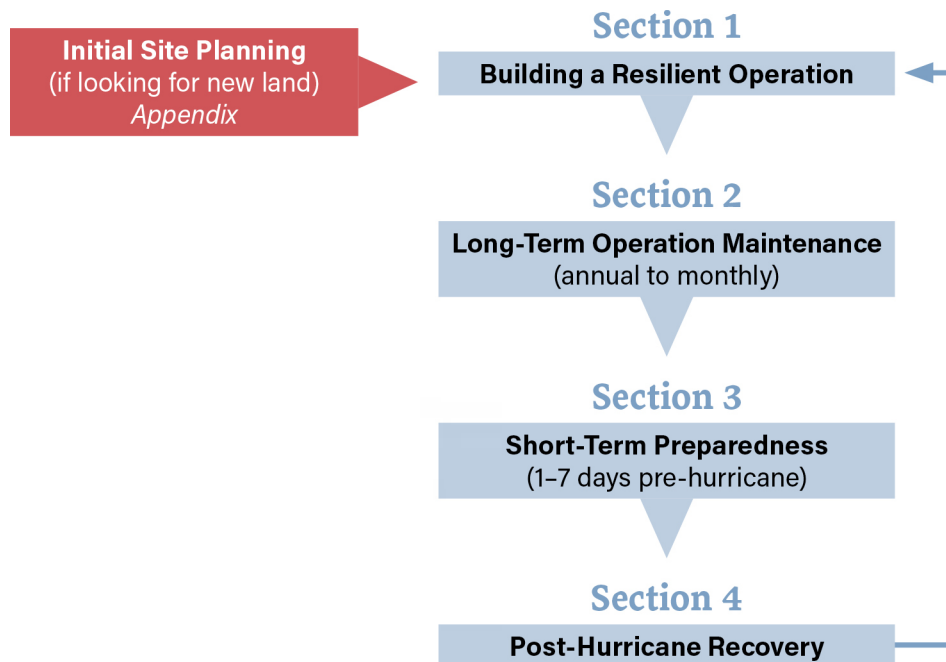 Initial Site Planning
(if looking for new land)
Appendix
Section 1
Building a Resilient Operation
Section 2
Long-Term Operation Maintenance
(annual to monthly)
Section 3
Short-Term Preparedness
(1–7 days pre-hurricane)
Section 4
Post-Hurricane Recovery